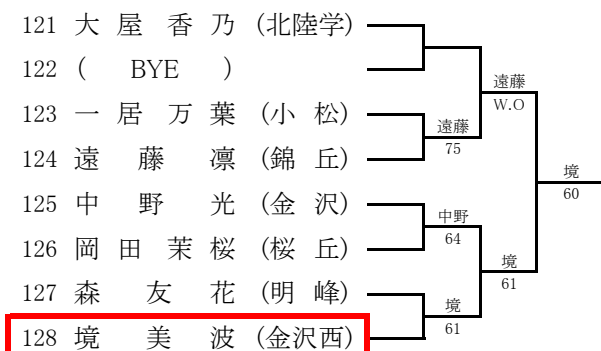 121 大屋香乃 (北陸学)
122 ( BYE )
遠藤
W.O
123 一居万葉 (小松)
遠藤
75
124 遠藤凛 (錦丘)
境
60
125 中野光 (金沢)
中野
64
126 岡田茉桜 (桜丘)
境
61
127 森友花 (明峰)
境
61
128 境美波 (金沢西)